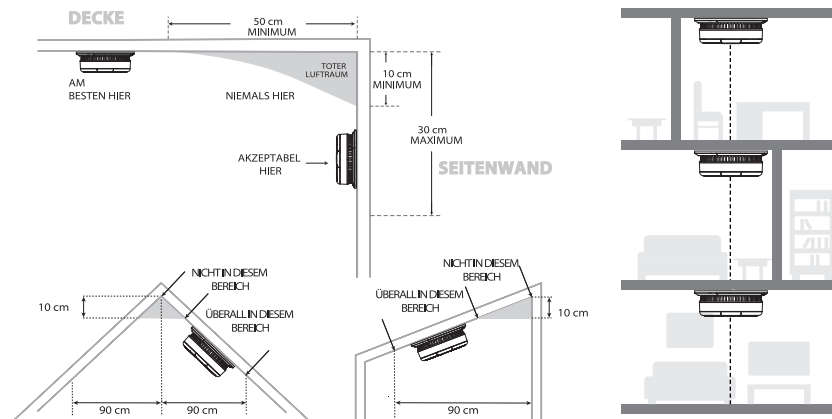 DECKE
50 cm
MINIMUM
TOTER
LUFTRAUM
10 cm
MINIMUM
AM
BESTEN HIER
NIEMALS HIER
30 cm
MAXIMUM
AKZEPTABEL
HIER
SEITENWAND
NICHT IN DIESEM
BEREICH
10 cm
ÜBERALL IN DIESEM
BEREICH
90 cm
90 cm
NICHT IN DIESEM
BEREICH
ÜBERALL IN DIESEM
BEREICH
10 cm
90 cm